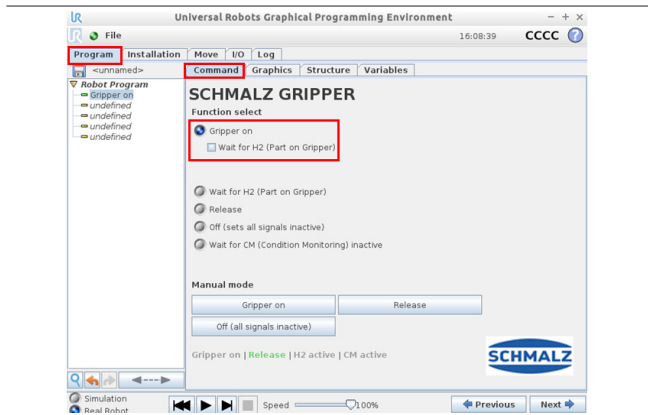 Universal Robots Graphical Programming Environment
File 16:08:39 CCCC ?
Program Installation Move I/O Log
<unnamed> Command Graphics Structure Variables
Robot Program
Gripper on
undefined
undefined
undefined
undefined
SCHMALZ GRIPPER
Function select
Gripper on
Wait for H2 (Part on Gripper)
Wait for H2 (Part on Gripper)
Release
Off (sets all signals inactive)
Wait for CM (Condition Monitoring) inactive
Manual mode
Gripper on Release
Off (all signals inactive)
Gripper on | Release | H2 active | CM active
SCHMALZ
Simulation
Real Robot
Speed 100% Previous Next